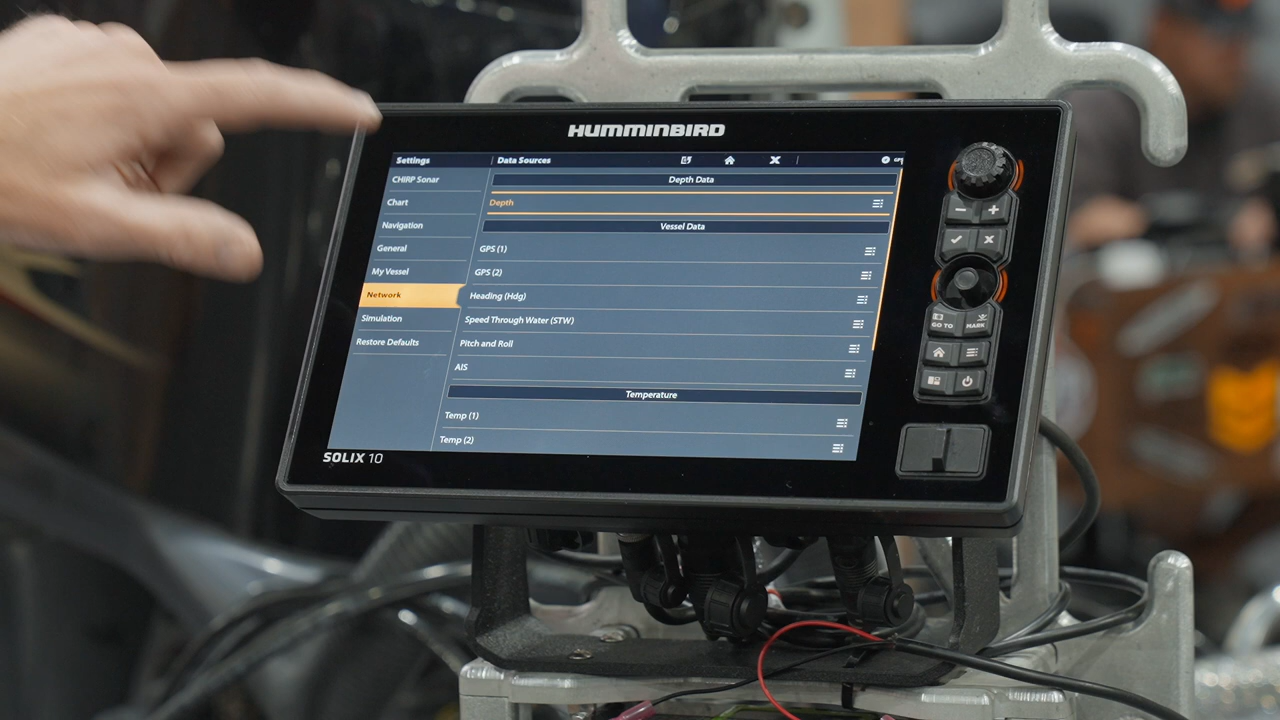 HUMMINBIRD
Settings
Data Sources
GPS
CHIRP Sonar
Chart
Navigation
General
My Vessel
Network
Simulation
Restore Defaults
Depth Data
Depth
Vessel Data
GPS (1)
GPS (2)
Heading (Hdg)
Speed Through Water (STW)
Pitch and Roll
AIS
Temperature
Temp (1)
Temp (2)
GO TO
MARK
SOLIX 10